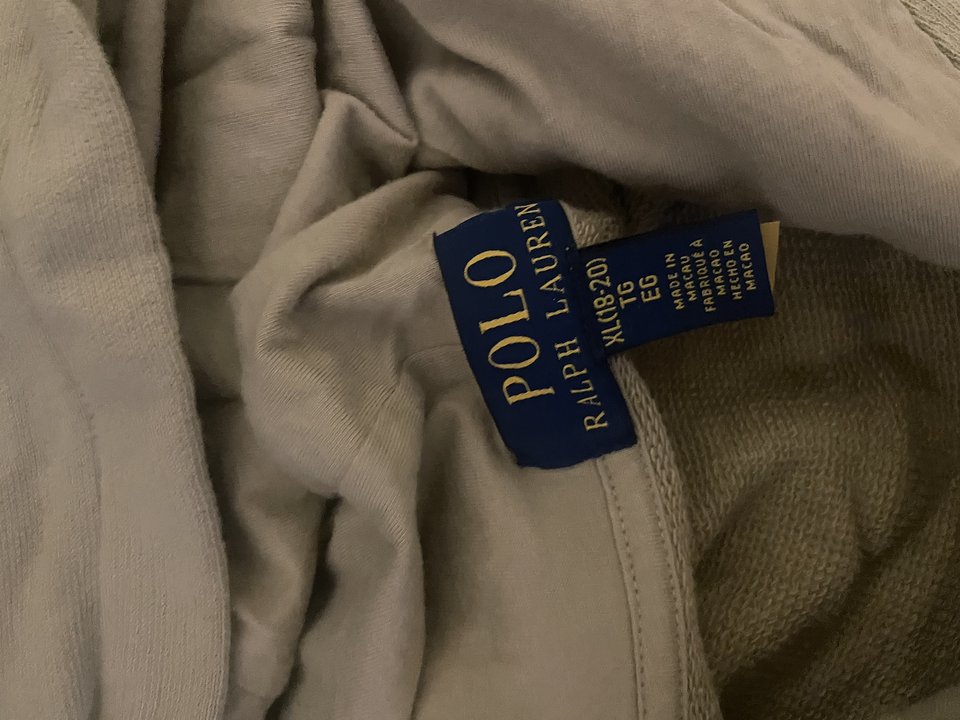 POLO
RALPH LAUREN
XL(18-20)
TG
EG
MADE IN
MACAU
FABRIQUÉ À
MACAO
HECHO EN
MACAO